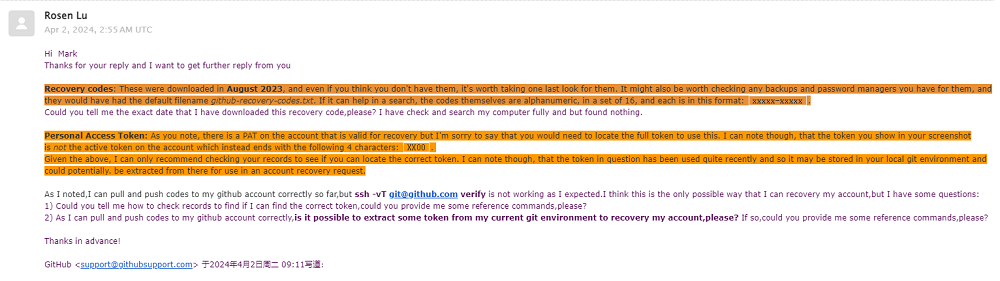 Rosen Lu
Apr 2, 2024, 2:55 AM UTC
Hi  Mark
Thanks for your reply and I want to get further reply from you
Recovery codes: These were downloaded in August 2023, and even if you think you don't have them, it's worth taking one last look for them. It might also be worth checking any backups and password managers you have for them, and
they would have had the default filename github-recovery-codes.txt. If it can help in a search, the codes themselves are alphanumeric, in a set of 16, and each is in this format: xxxxx-xxxxx .
Could you tell me the exact date that I have downloaded this recovery code,please? I have check and search my computer fully and but found nothing.
Personal Access Token: As you note, there is a PAT on the account that is valid for recovery but I'm sorry to say that you would need to locate the full token to use this. I can note though, that the token you show in your screenshot
is not the active token on the account which instead ends with the following 4 characters: XX00 .
Given the above, I can only recommend checking your records to see if you can locate the correct token. I can note though, that the token in question has been used quite recently and so it may be stored in your local git environment and
could potentially. be extracted from there for use in an account recovery request.
As I noted,I can pull and push codes to my github account correctly so far,but ssh -vT git@github.com verify is not working as I expected.I think this is the only possible way that I can recovery my account,but I have some questions:
1) Could you tell me how to check records to find if I can find the correct token,could you provide me some reference commands,please?
2) As I can pull and push codes to my github account correctly,is it possible to extract some token from my current git environment to recovery my account,please? If so,could you provide me some reference commands,please?
Thanks in advance!
GitHub <support@githubsupport.com> 于2024年4月2日周二 09:11写道: